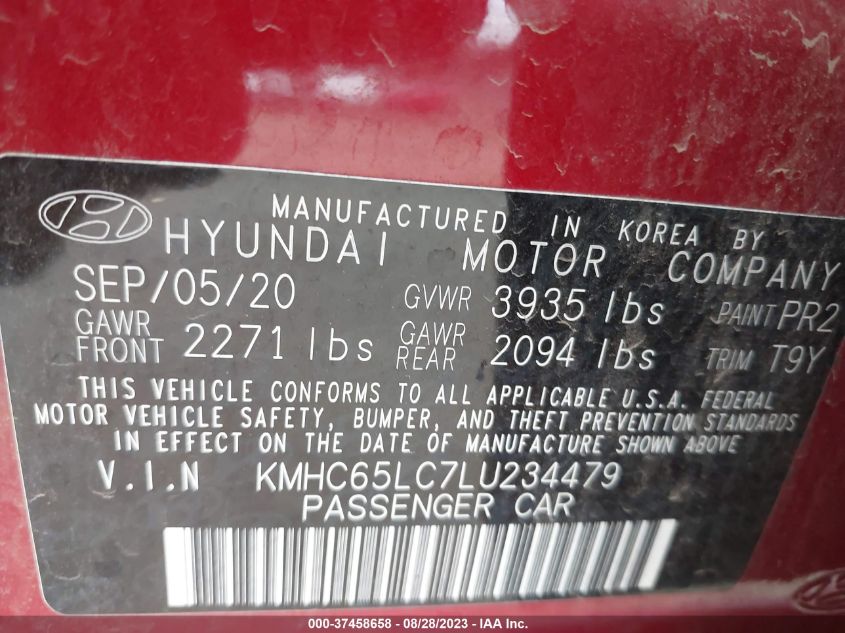 MANUFACTURED IN KOREA BY
HYUNDAI MOTOR COMPANY
SEP/05/20 GVWR 3935 lbs PAINT PR2
GAWR FRONT 2271 lbs GAWR REAR 2094 lbs TRIM T9Y
THIS VEHICLE CONFORMS TO ALL APPLICABLE U.S.A. FEDERAL
MOTOR VEHICLE SAFETY, BUMPER, AND THEFT PREVENTION STANDARDS
IN EFFECT ON THE DATE OF MANUFACTURE SHOWN ABOVE
V.I.N KMHC65LC7LU234479
PASSENGER CAR
000-37458658 - 08/28/2023 - IAA Inc.